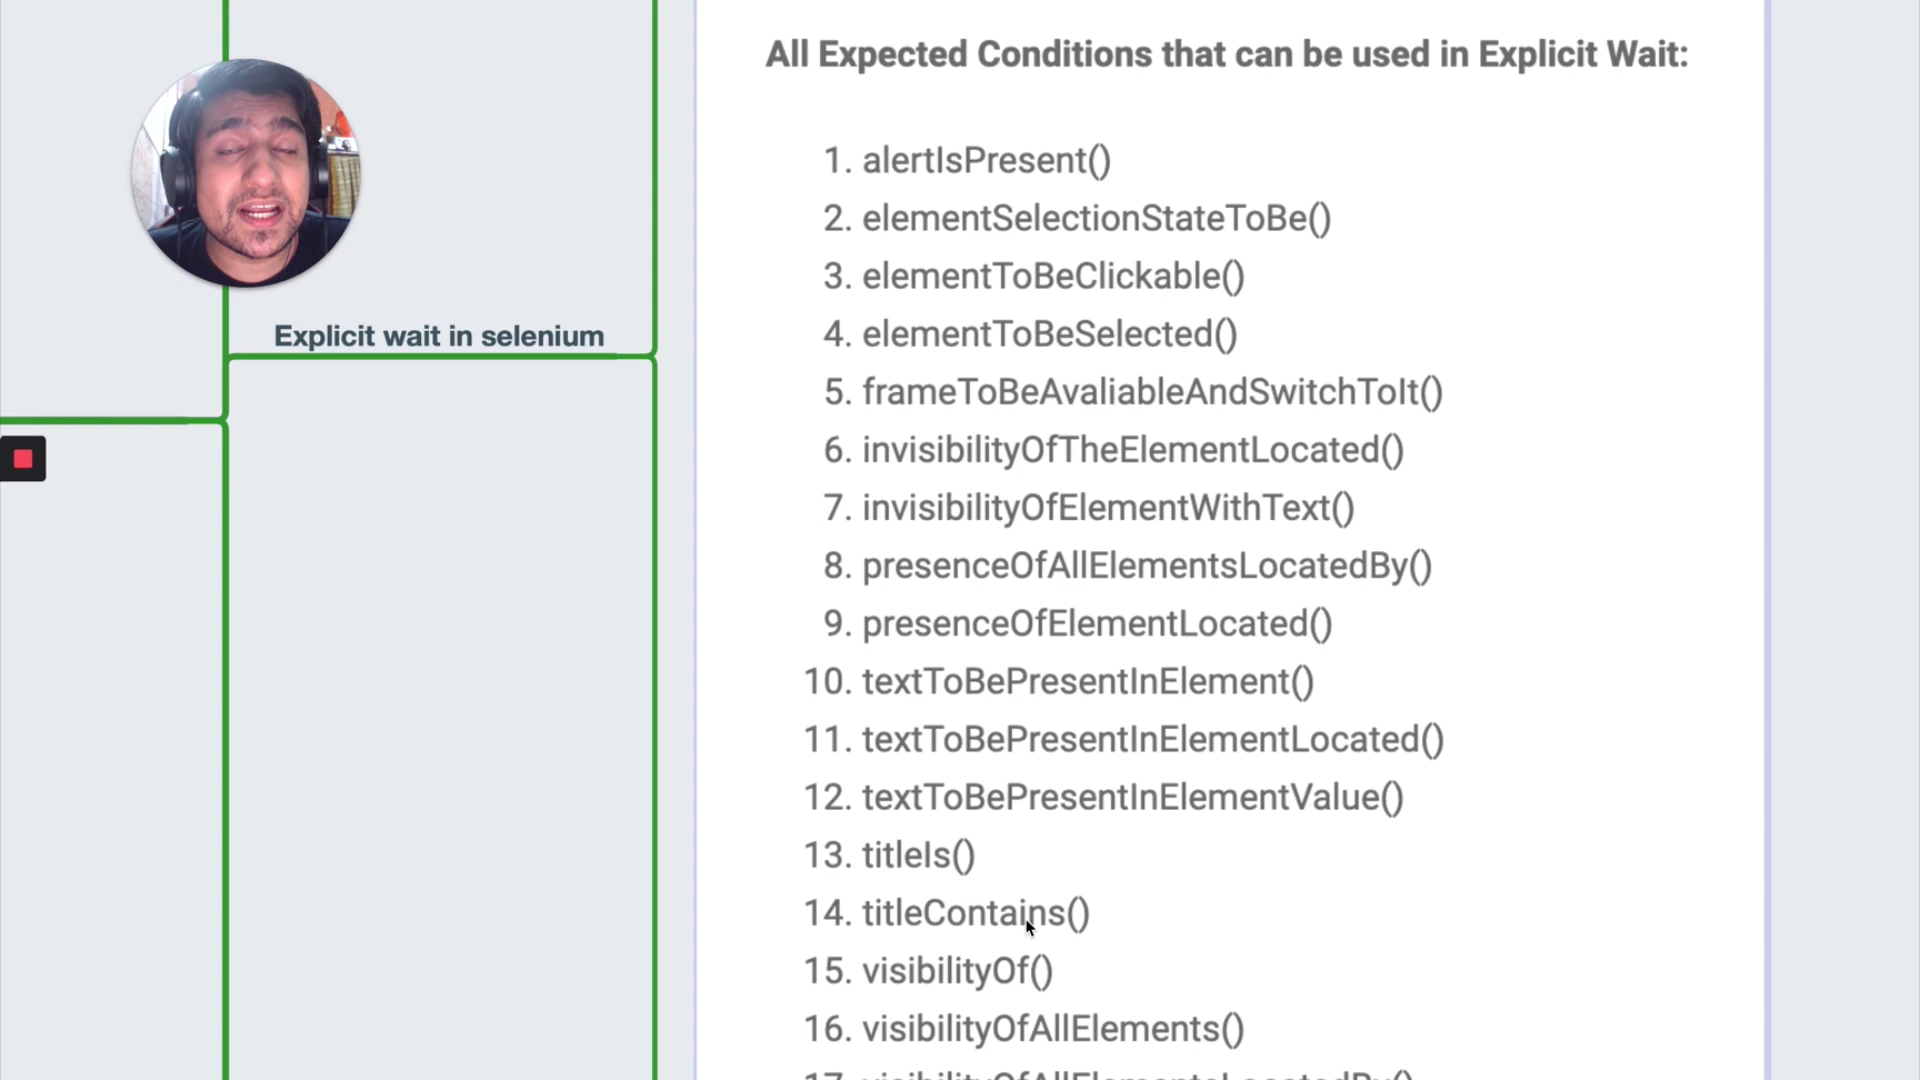 All Expected Conditions that can be used in Explicit Wait:
1. alertIsPresent()
2. elementSelectionStateToBe()
3. elementToBeClickable()
Explicit wait in selenium
4. elementToBeSelected()
5. frameToBeAvaliableAndSwitchToIt()
6. invisibilityOfTheElementLocated()
7. invisibilityOfElementWithText()
8. presenceOfAllElementsLocatedBy()
9. presenceOfElementLocated()
10. textToBePresentInElement()
11. textToBePresentInElementLocated()
12. textToBePresentInElementValue()
13. titleIs()
14. titleContains()
15. visibilityOf()
16. visibilityOfAllElements()
17. visibilityOfAllElementsLocatedBy()